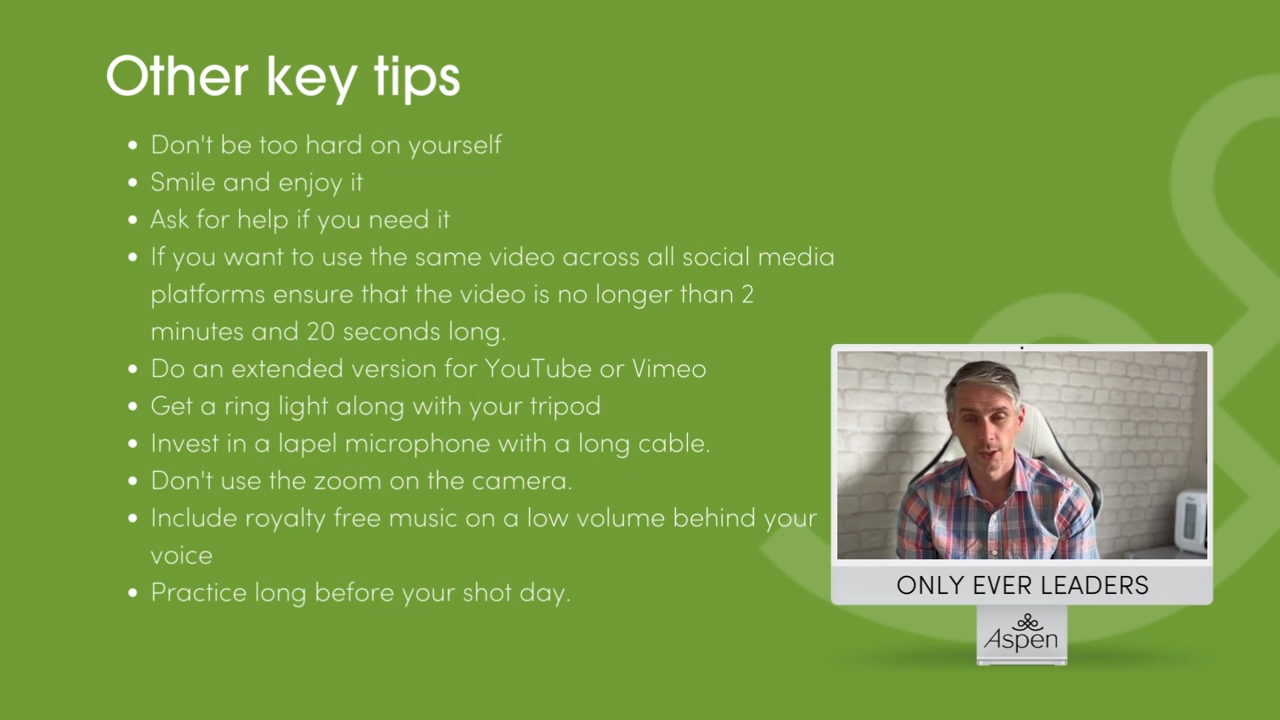 Other key tips
• Don't be too hard on yourself
• Smile and enjoy it
• Ask for help if you need it
• If you want to use the same video across all social media
platforms ensure that the video is no longer than 2
minutes and 20 seconds long.
• Do an extended version for YouTube or Vimeo
• Get a ring light along with your tripod
• Invest in a lapel microphone with a long cable.
• Don't use the zoom on the camera.
• Include royalty free music on a low volume behind your
voice
• Practice long before your shot day.
ONLY EVER LEADERS
Aspen